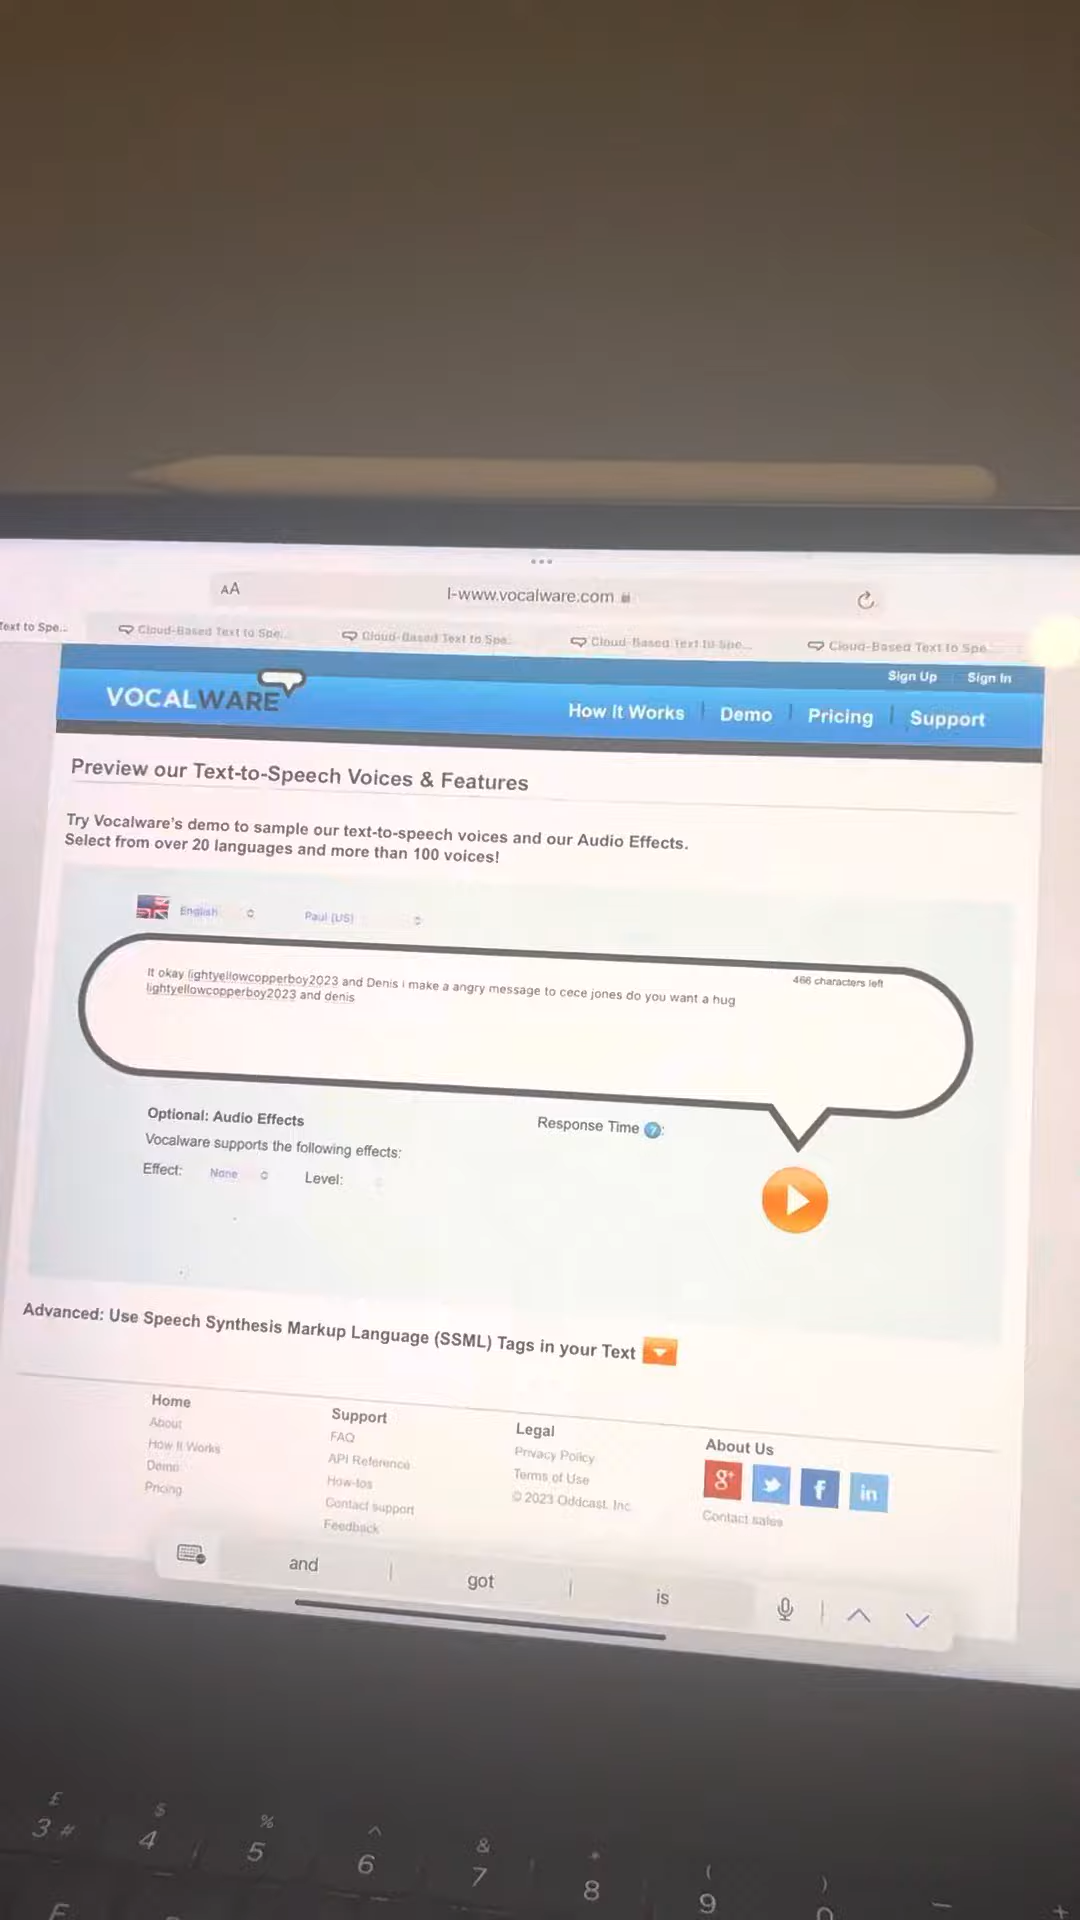 AA
l-www.vocalware.com
Text to Spe...
Cloud-Based Text to Spe...
Cloud-Based Text to Spe...
Cloud-Based Text to Spe...
Cloud-Based Text to Spe
Sign Up
Sign In
VOCALWARE
How It Works
Demo
Pricing
Support
Preview our Text-to-Speech Voices & Features
Try Vocalware's demo to sample our text-to-speech voices and our Audio Effects.
Select from over 20 languages and more than 100 voices!
English
Paul (US)
466 characters left
It okay lightyellowcopperboy2023 and Denis i make a angry message to cece jones do you want a hug
lightyellowcopperboy2023 and denis
Optional: Audio Effects
Response Time ?:
Vocalware supports the following effects:
Effect: None
Level:
Advanced: Use Speech Synthesis Markup Language (SSML) Tags in your Text
Home
About
How It Works
Demo
Pricing
Support
FAQ
API Reference
How-tos
Contact support
Feedback
Legal
Privacy Policy
Terms of Use
© 2023 Oddcast, Inc.
About Us
g+
f
in
Contact sales
and
got
is
£ $ % ^ & * ( )
3 # 4 5 6 7 8 9 0 +